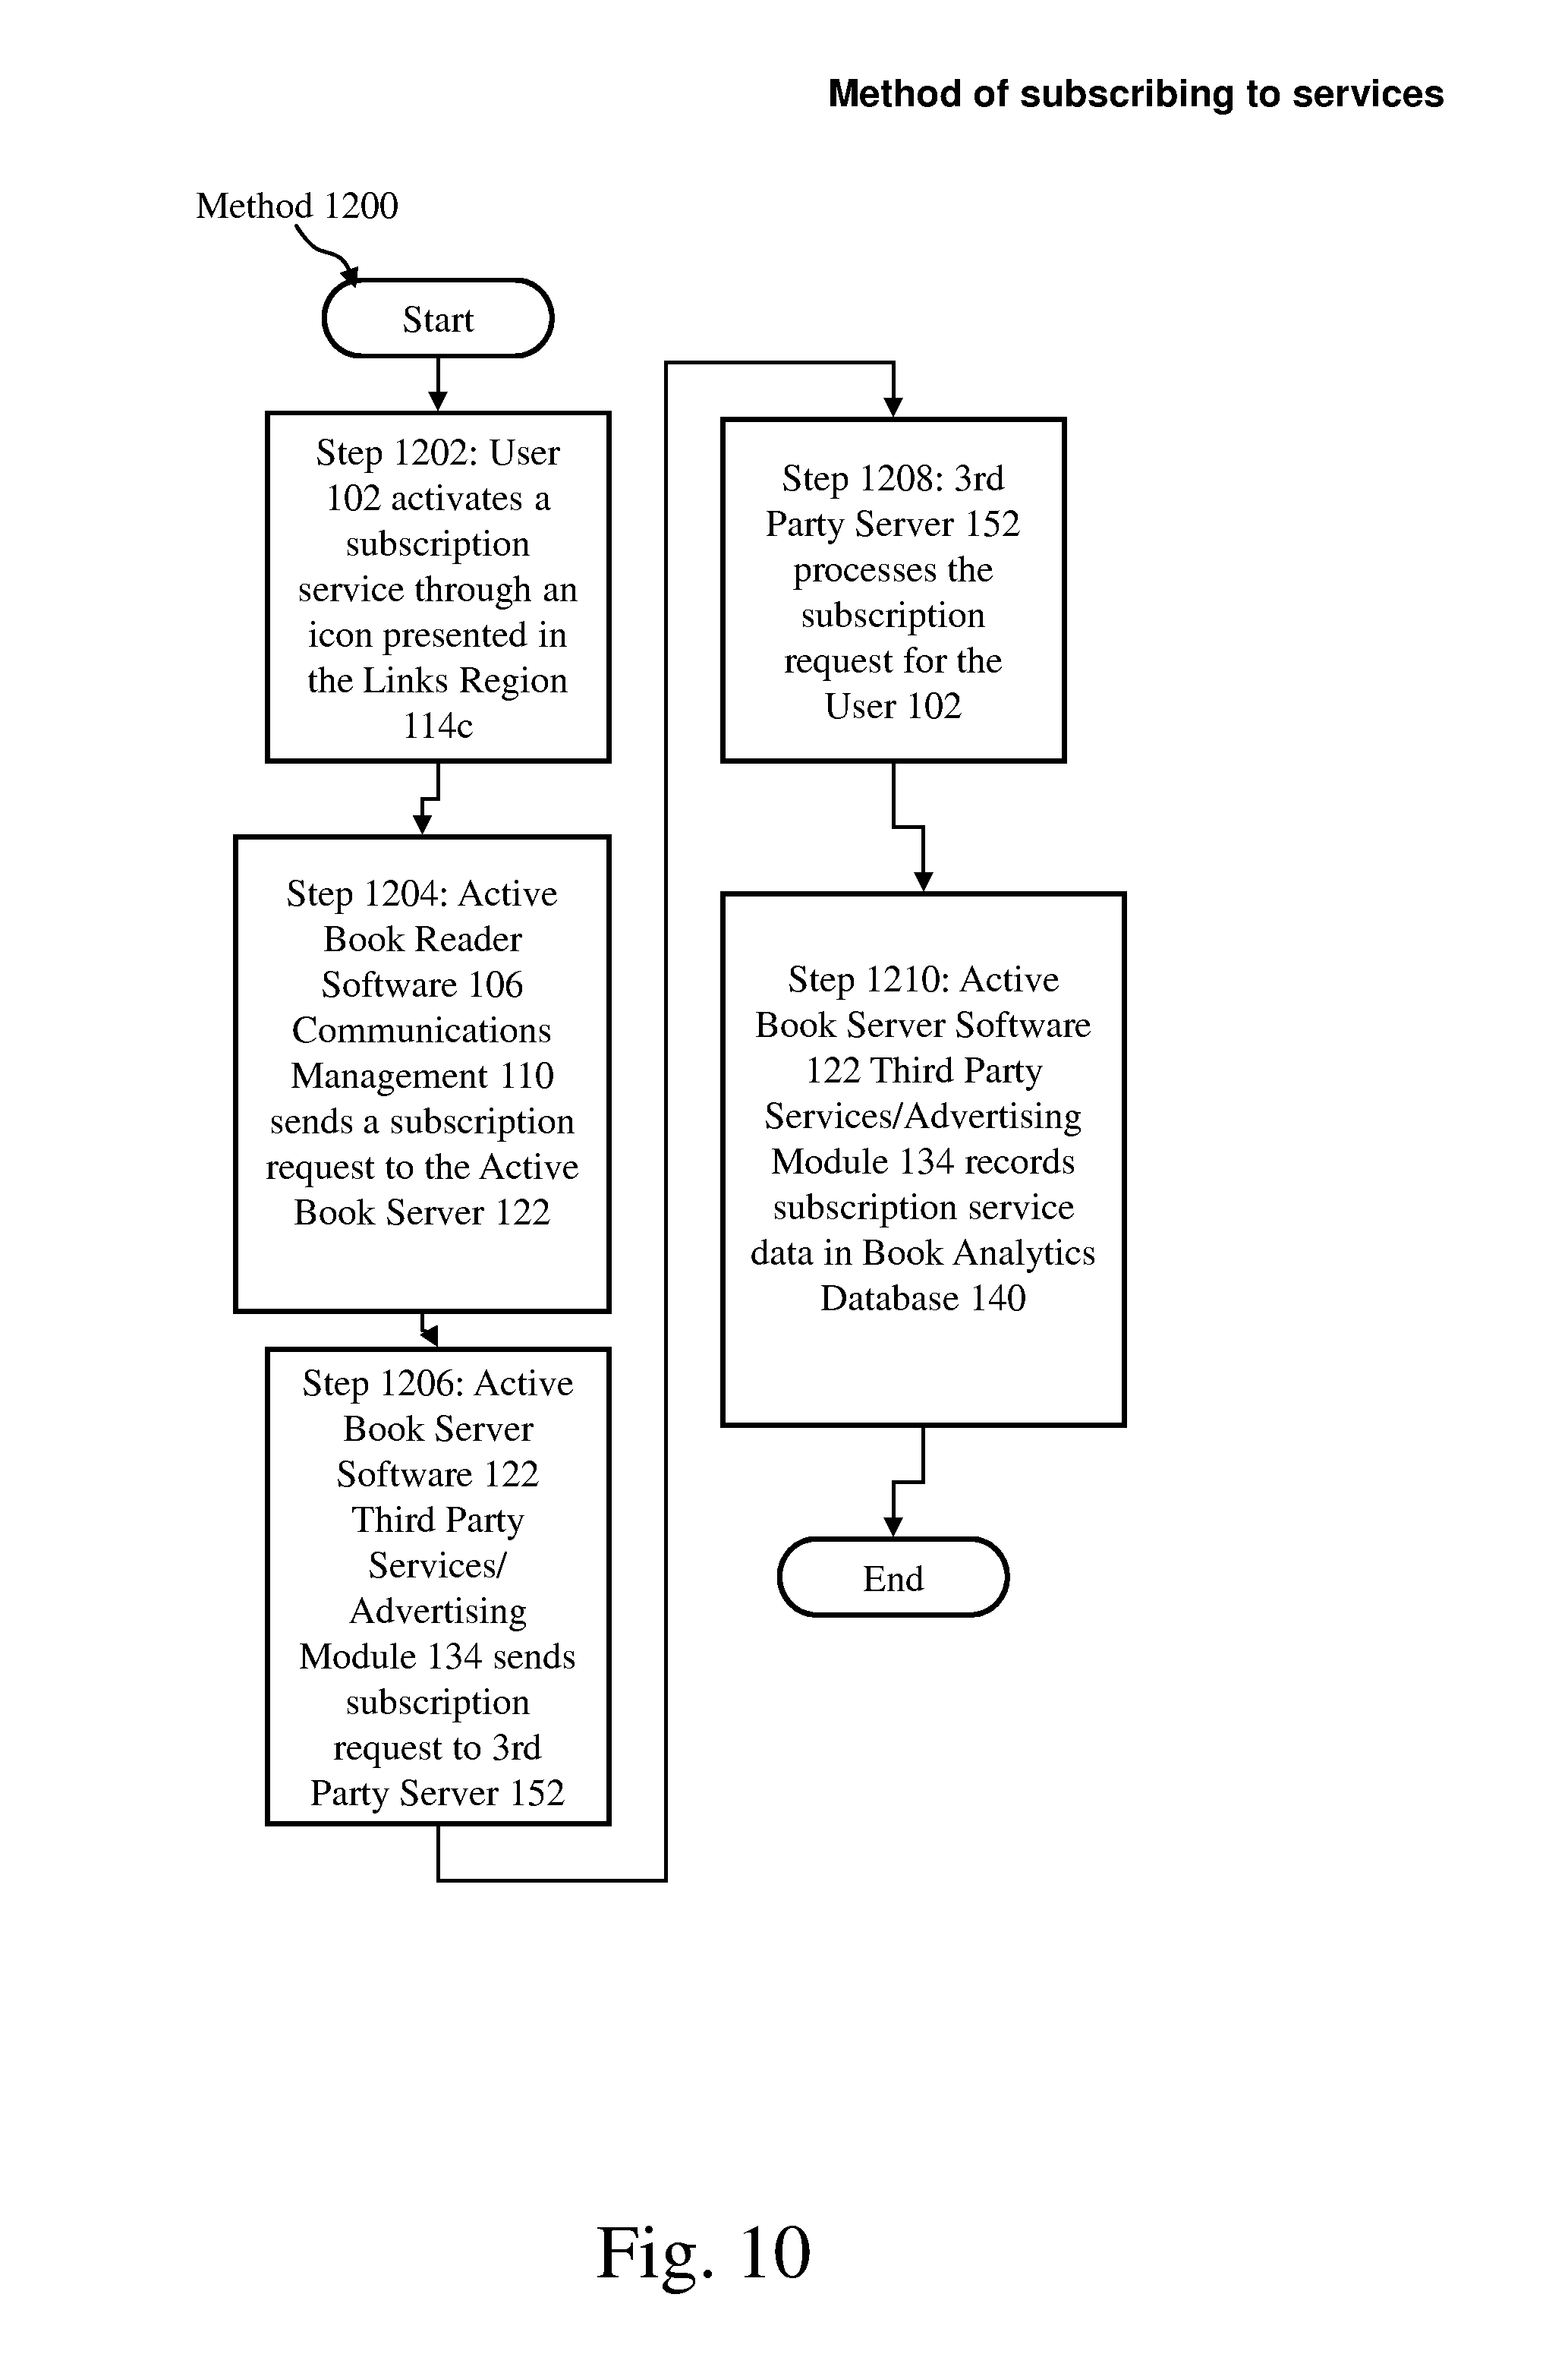 Method of subscribing to services
Method 1200
Start
Step 1202: User
102 activates a
subscription
service through an
icon presented in
the Links Region
114c
Step 1204: Active
Book Reader
Software 106
Communications
Management 110
sends a subscription
request to the Active
Book Server 122
Step 1206: Active
Book Server
Software 122
Third Party
Services/
Advertising
Module 134 sends
subscription
request to 3rd
Party Server 152
Step 1208: 3rd
Party Server 152
processes the
subscription
request for the
User 102
Step 1210: Active
Book Server Software
122 Third Party
Services/Advertising
Module 134 records
subscription service
data in Book Analytics
Database 140
End
Fig. 10